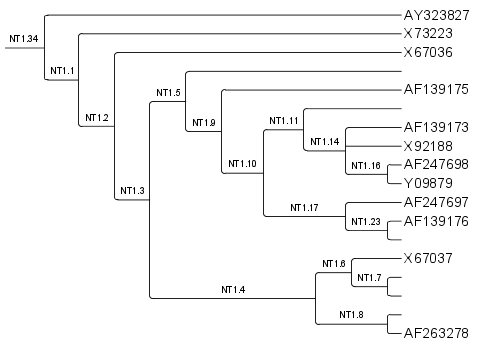 AY323827
NT1.34
X73223
X67036
NT1.1
NT1.5
AF139175
NT1.2
NT1.9
NT1.11
AF139173
NT1.14
X92188
NT1.10
NT1.16
AF247698
Y09879
NT1.3
NT1.17
AF247697
NT1.23
AF139176
NT1.6
X67037
NT1.7
NT1.4
NT1.8
AF263278